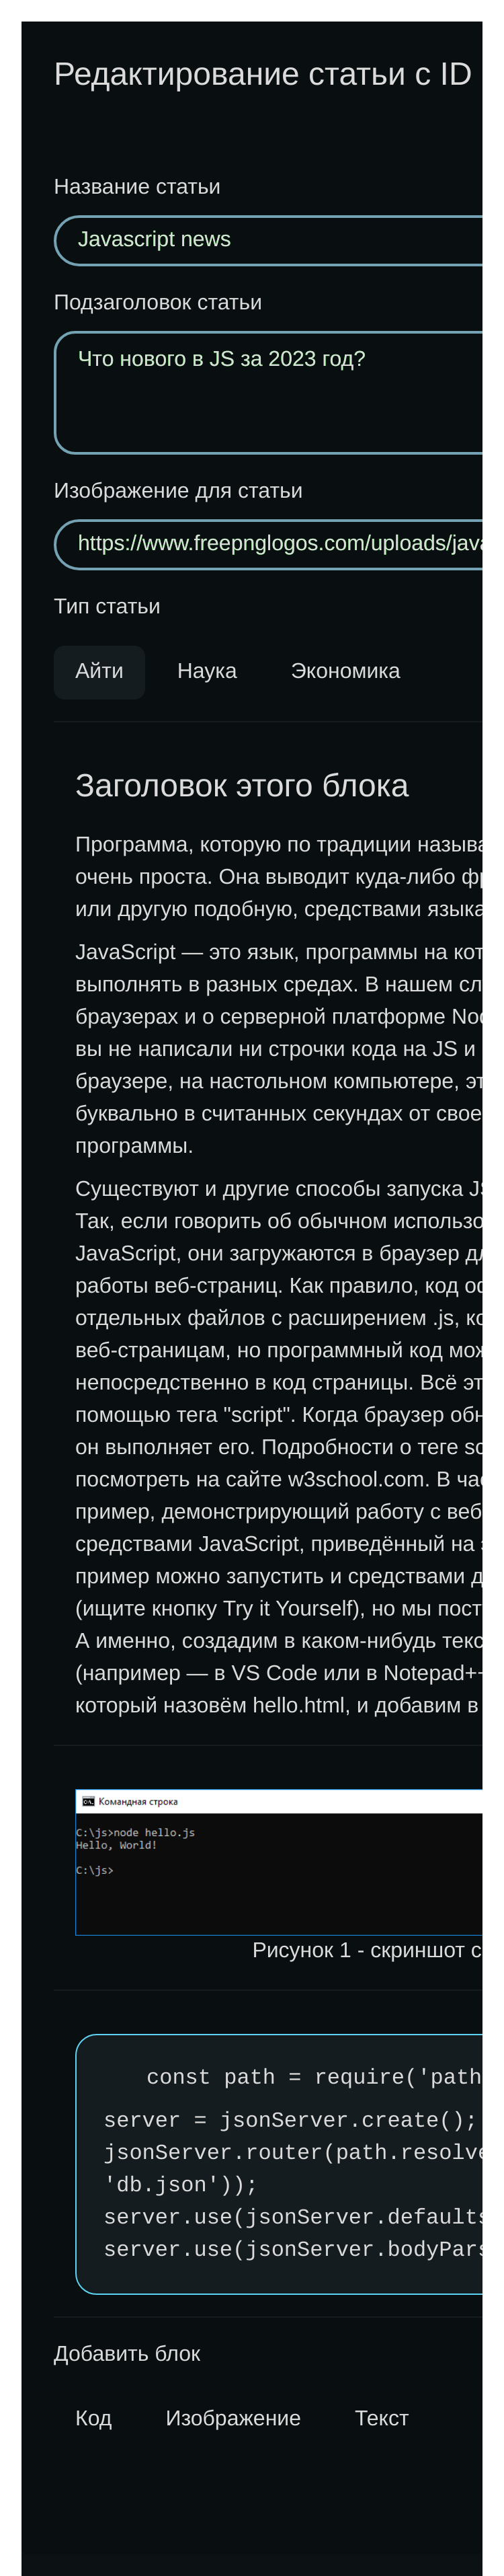 Редактирование статьи с ID
Название статьи
Javascript news
Подзаголовок статьи
Что нового в JS за 2023 год?
Изображение для статьи
https://www.freepnglogos.com/uploads/java
Тип статьи
Айти Наука Экономика
Заголовок этого блока
Программа, которую по традиции называ
очень проста. Она выводит куда-либо фр
или другую подобную, средствами языка
JavaScript — это язык, программы на кот
выполнять в разных средах. В нашем сл
браузерах и о серверной платформе Nod
вы не написали ни строчки кода на JS и
браузере, на настольном компьютере, эт
буквально в считанных секундах от свое
программы.
Существуют и другие способы запуска JS
Так, если говорить об обычном использо
JavaScript, они загружаются в браузер дл
работы веб-страниц. Как правило, код оф
отдельных файлов с расширением .js, ко
веб-страницам, но программный код мож
непосредственно в код страницы. Всё эт
помощью тега "script". Когда браузер обн
он выполняет его. Подробности о теге sc
посмотреть на сайте w3school.com. В час
пример, демонстрирующий работу с веб
средствами JavaScript, приведённый на э
пример можно запустить и средствами д
(ищите кнопку Try it Yourself), но мы пост
А именно, создадим в каком-нибудь текс
(например — в VS Code или в Notepad++
который назовём hello.html, и добавим в
Командная строка
C:\js>node hello.js
Hello, World!
C:\js>
Рисунок 1 - скриншот с
const path = require('path
server = jsonServer.create();
jsonServer.router(path.resolve
'db.json'));
server.use(jsonServer.defaults
server.use(jsonServer.bodyPars
Добавить блок
Код Изображение Текст